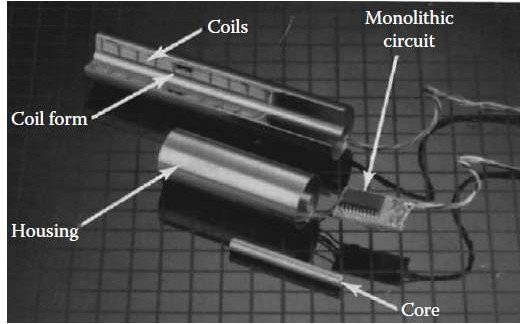 Coils
Monolithic
circuit
Coil form
Housing
Core